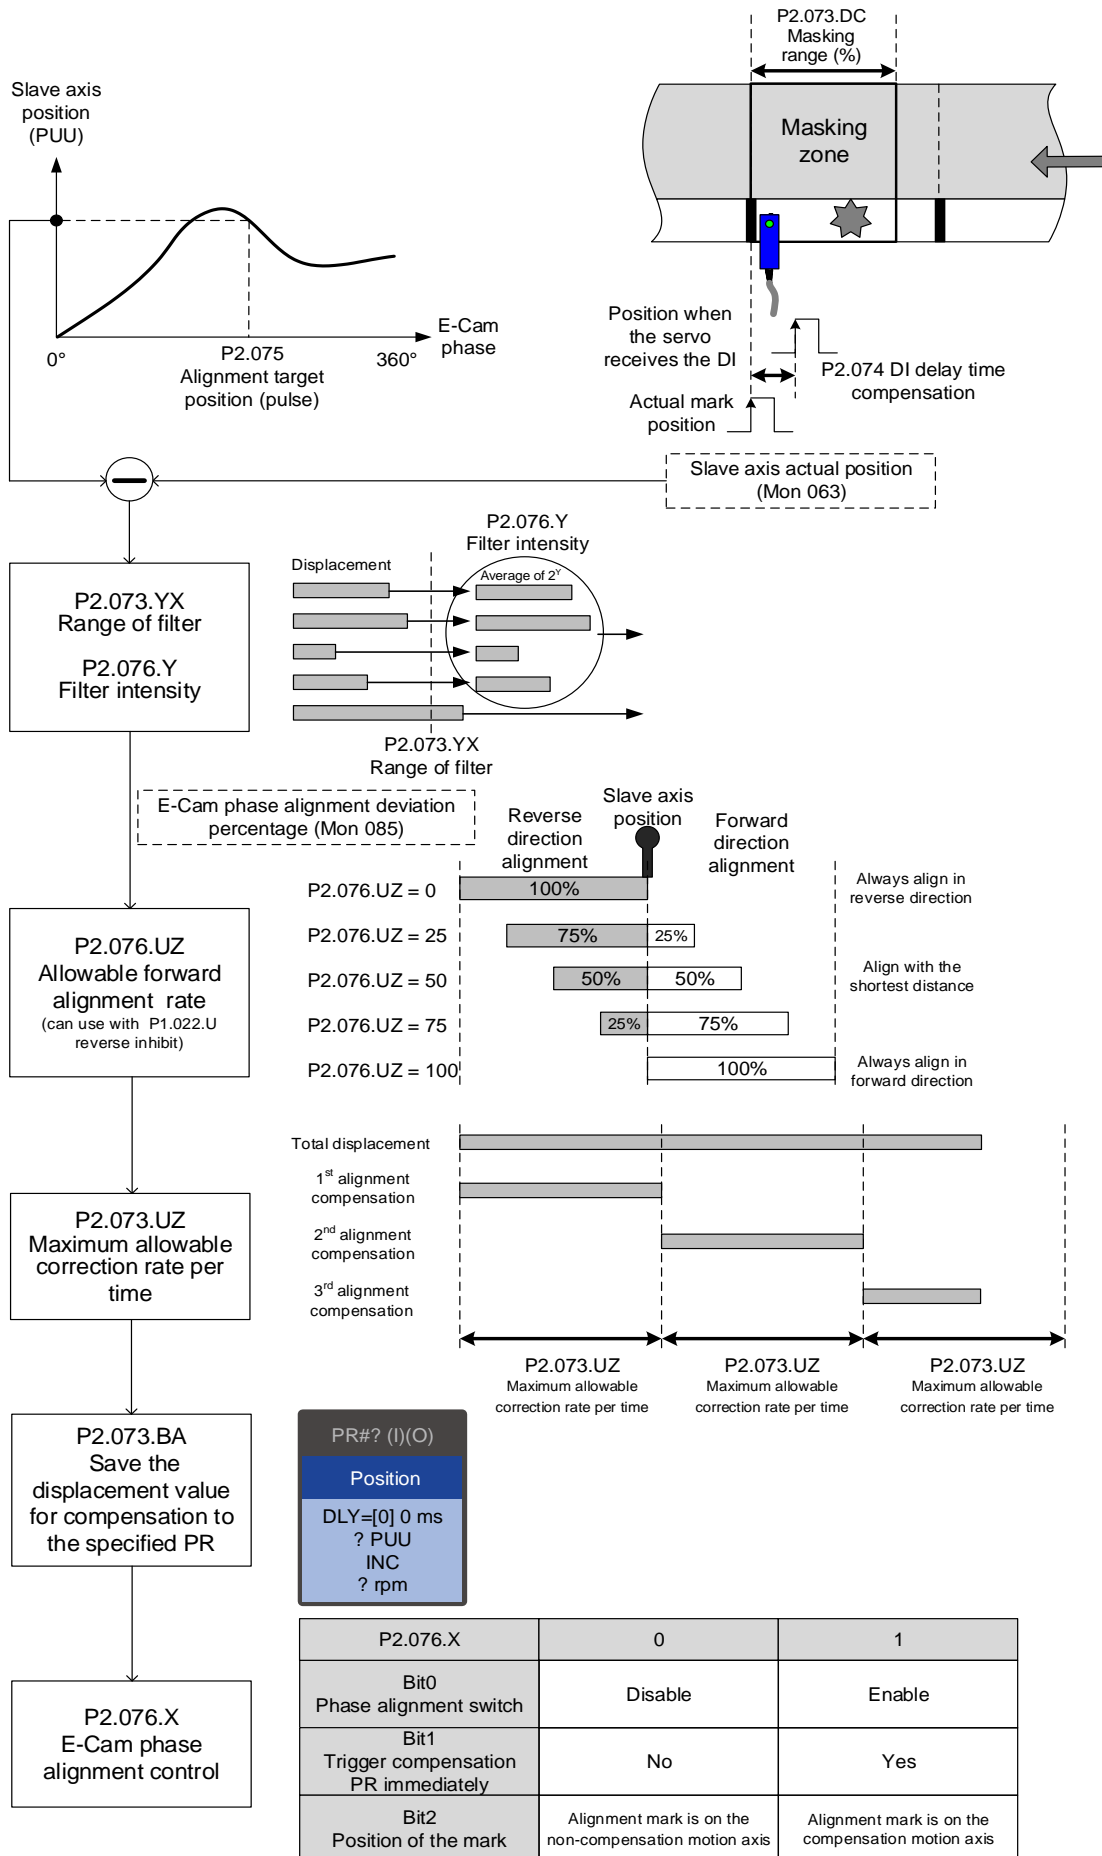 P2.073.DC
Masking
range (%)
Slave axis
position
(PUU)
Masking
zone
E-Cam
phase
0°
P2.075
Alignment target
position (pulse)
360°
Position when
the servo
receives the DI
P2.074 DI delay time
compensation
Actual mark
position
Slave axis actual position
(Mon 063)
P2.073.YX
Range of filter
P2.076.Y
Filter intensity
P2.076.Y
Filter intensity
Displacement
Average of 2Y
P2.073.YX
Range of filter
E-Cam phase alignment deviation
percentage (Mon 085)
Reverse
direction
alignment
Slave axis
position
Forward
direction
alignment
P2.076.UZ = 0
100%
Always align in
reverse direction
P2.076.UZ = 25
75%
25%
P2.076.UZ = 50
50%
50%
Align with the
shortest distance
P2.076.UZ = 75
25%
75%
P2.076.UZ = 100
100%
Always align in
forward direction
P2.076.UZ
Allowable forward
alignment rate
(can use with P1.022.U
reverse inhibit)
Total displacement
1st alignment
compensation
2nd alignment
compensation
3rd alignment
compensation
P2.073.UZ
Maximum allowable
correction rate per time
P2.073.UZ
Maximum allowable
correction rate per time
P2.073.UZ
Maximum allowable
correction rate per time
P2.073.UZ
Maximum allowable
correction rate per
time
P2.073.BA
Save the
displacement value
for compensation to
the specified PR
PR#? (I)(O)
Position
DLY=[0] 0 ms
? PUU
INC
? rpm
P2.076.X
E-Cam phase
alignment control
P2.076.X
0
1
Bit0
Phase alignment switch
Disable
Enable
Bit1
Trigger compensation
PR immediately
No
Yes
Bit2
Position of the mark
Alignment mark is on the
non-compensation motion axis
Alignment mark is on the
compensation motion axis